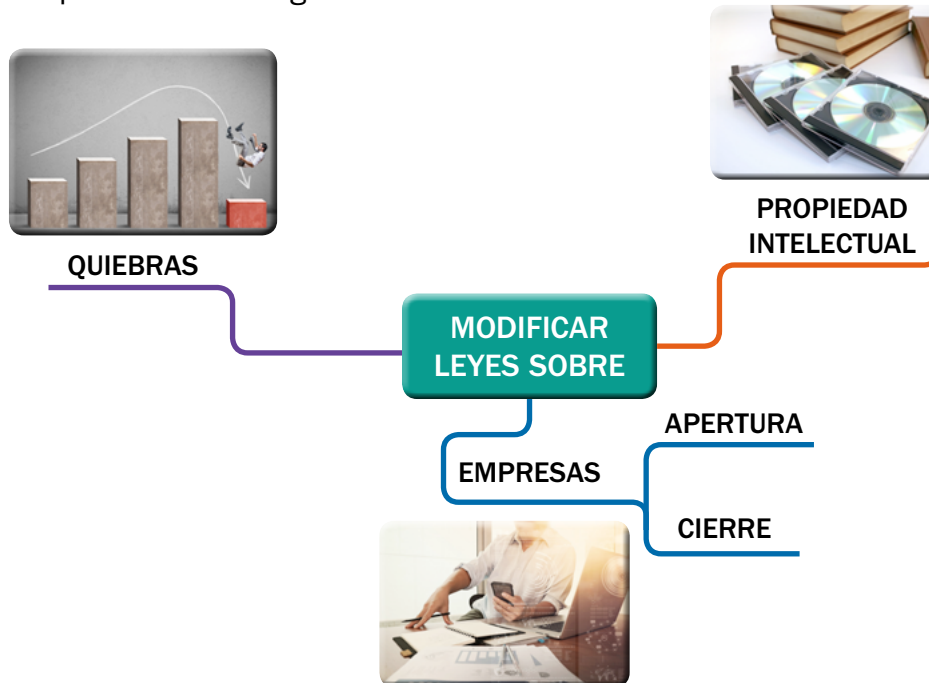 QUIEBRAS
PROPIEDAD
INTELECTUAL
MODIFICAR
LEYES SOBRE
APERTURA
EMPRESAS
CIERRE